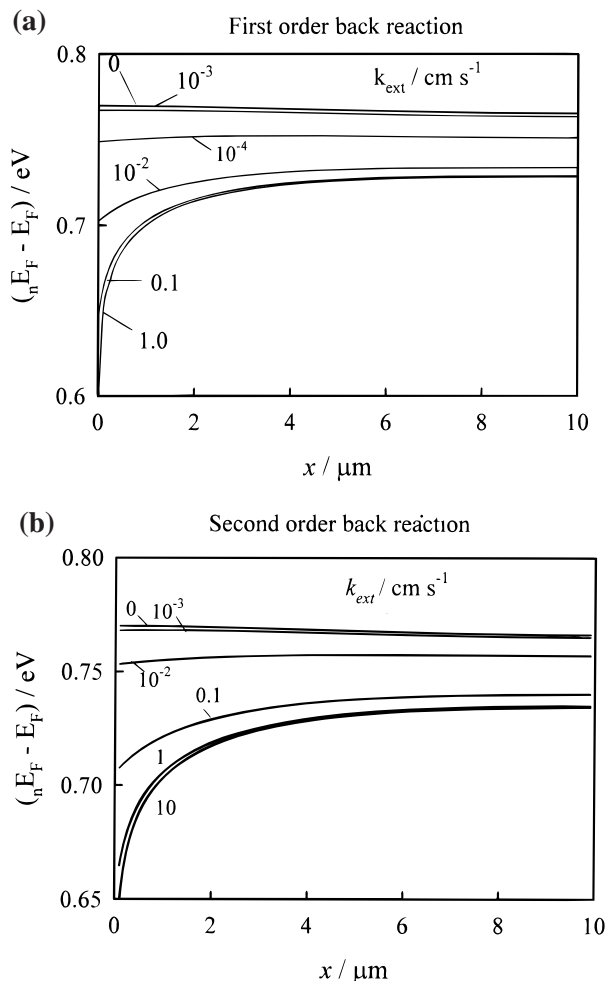 (a)
First order back reaction
0.8
0
10⁻³
k_ext / cm s⁻¹
10⁻⁴
10⁻²
0.7
0.1
1.0
0.6
(ₙE_F - E_F) / eV
0 2 4 6 8 10
x / μm
(b)
Second order back reaction
0.80
k_ext / cm s⁻¹
0 10⁻³
0.75
10⁻²
0.1
0.70
1
10
0.65
(ₙE_F - E_F) / eV
0 2 4 6 8 10
x / μm